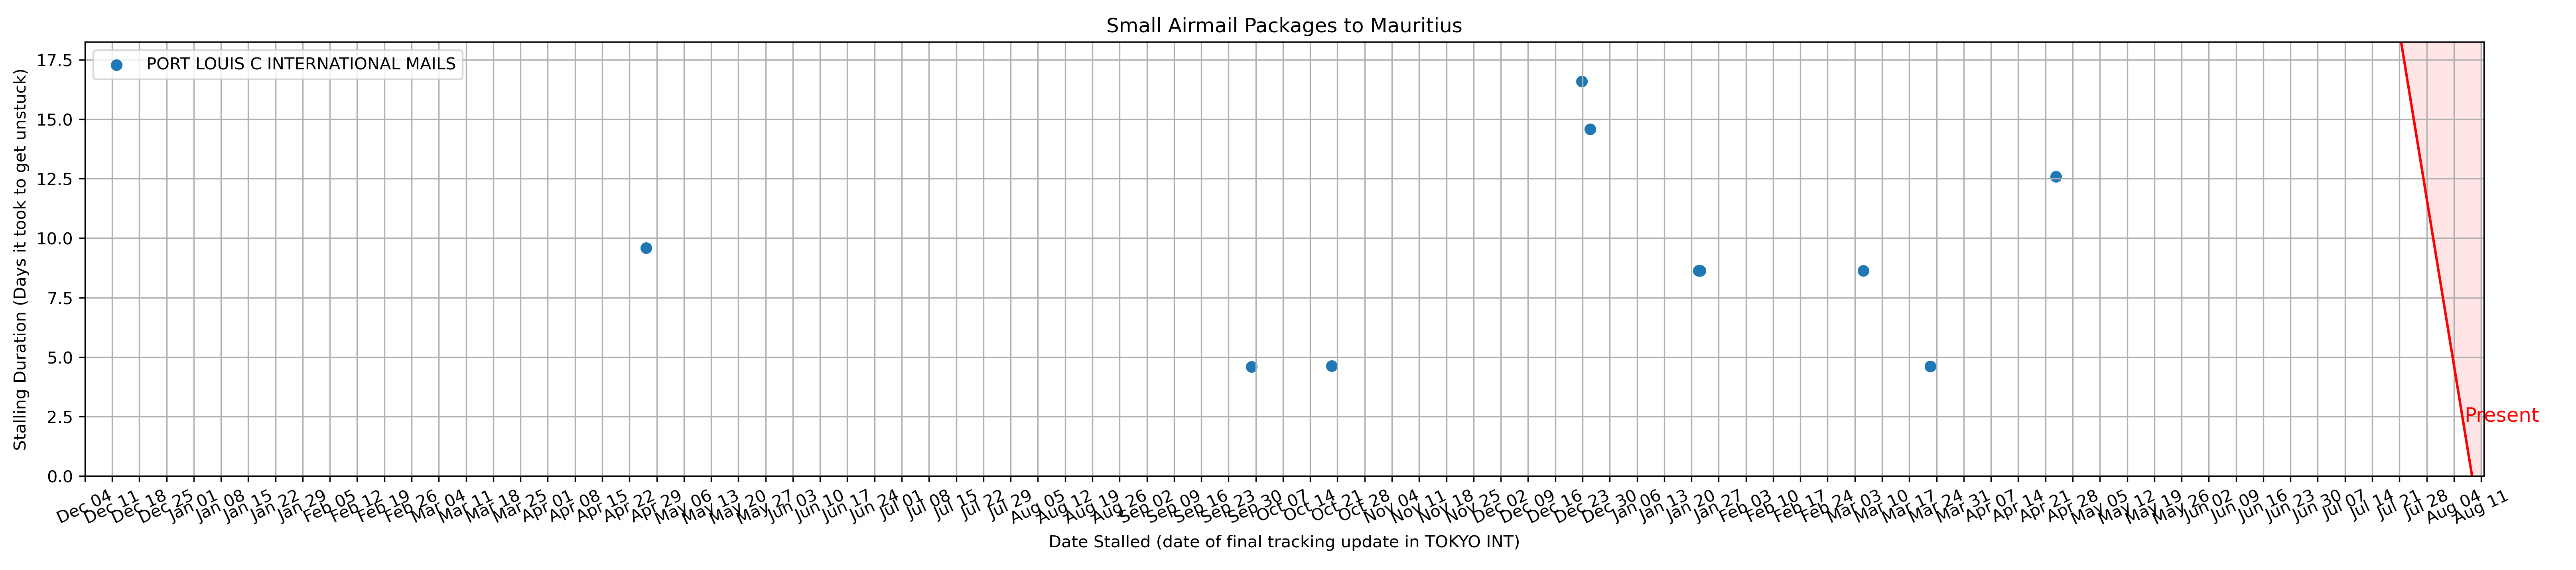 Small Airmail Packages to Mauritius
PORT LOUIS C INTERNATIONAL MAILS
Stalling Duration (Days it took to get unstuck)
17.5
15.0
12.5
10.0
7.5
5.0
2.5
0.0
Present
Dec 04
Dec 11
Dec 18
Dec 25
Jan 01
Jan 08
Jan 15
Jan 22
Jan 29
Feb 05
Feb 12
Feb 19
Feb 26
Mar 04
Mar 11
Mar 18
Mar 25
Apr 01
Apr 08
Apr 15
Apr 22
Apr 29
May 06
May 13
May 20
May 27
Jun 03
Jun 10
Jun 17
Jun 24
Jul 01
Jul 08
Jul 15
Jul 22
Jul 29
Aug 05
Aug 12
Aug 19
Aug 26
Sep 02
Sep 09
Sep 16
Sep 23
Sep 30
Oct 07
Oct 14
Oct 21
Oct 28
Nov 04
Nov 11
Nov 18
Nov 25
Dec 02
Dec 09
Dec 16
Dec 23
Dec 30
Jan 06
Jan 13
Jan 20
Jan 27
Feb 03
Feb 10
Feb 17
Feb 24
Mar 03
Mar 10
Mar 17
Mar 24
Mar 31
Apr 07
Apr 14
Apr 21
Apr 28
May 05
May 12
May 19
May 26
Jun 02
Jun 09
Jun 16
Jun 23
Jun 30
Jul 07
Jul 14
Jul 21
Jul 28
Aug 04
Aug 11
Date Stalled (date of final tracking update in TOKYO INT)